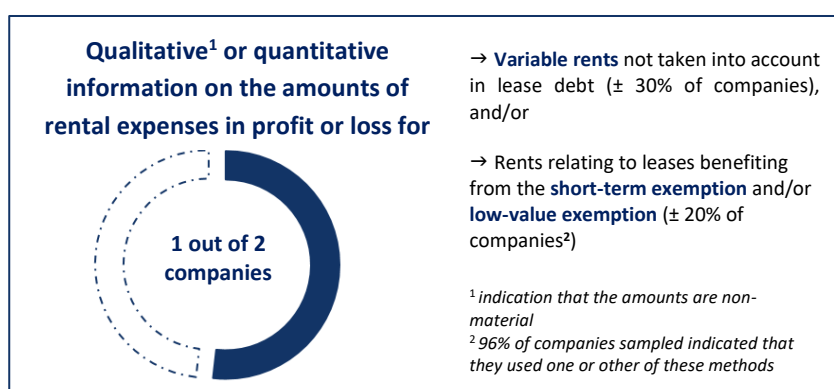 Qualitative¹ or quantitative
information on the amounts of
rental expenses in profit or loss for
1 out of 2
companies
→ Variable rents not taken into account
in lease debt (± 30% of companies),
and/or
→ Rents relating to leases benefiting
from the short-term exemption and/or
low-value exemption (± 20% of
companies²)
¹ indication that the amounts are non-
material
² 96% of companies sampled indicated that
they used one or other of these methods